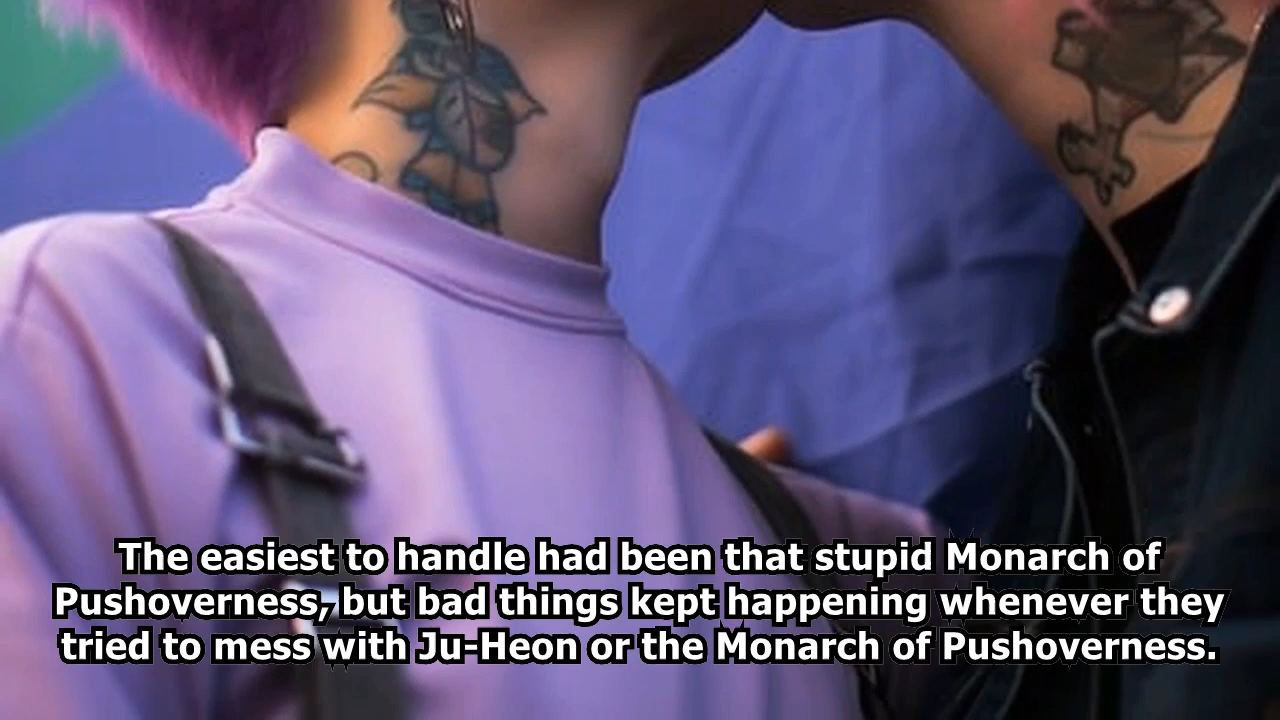 The easiest to handle had been that stupid Monarch of
Pushoverness, but bad things kept happening whenever they
tried to mess with Ju-Heon or the Monarch of Pushoverness.